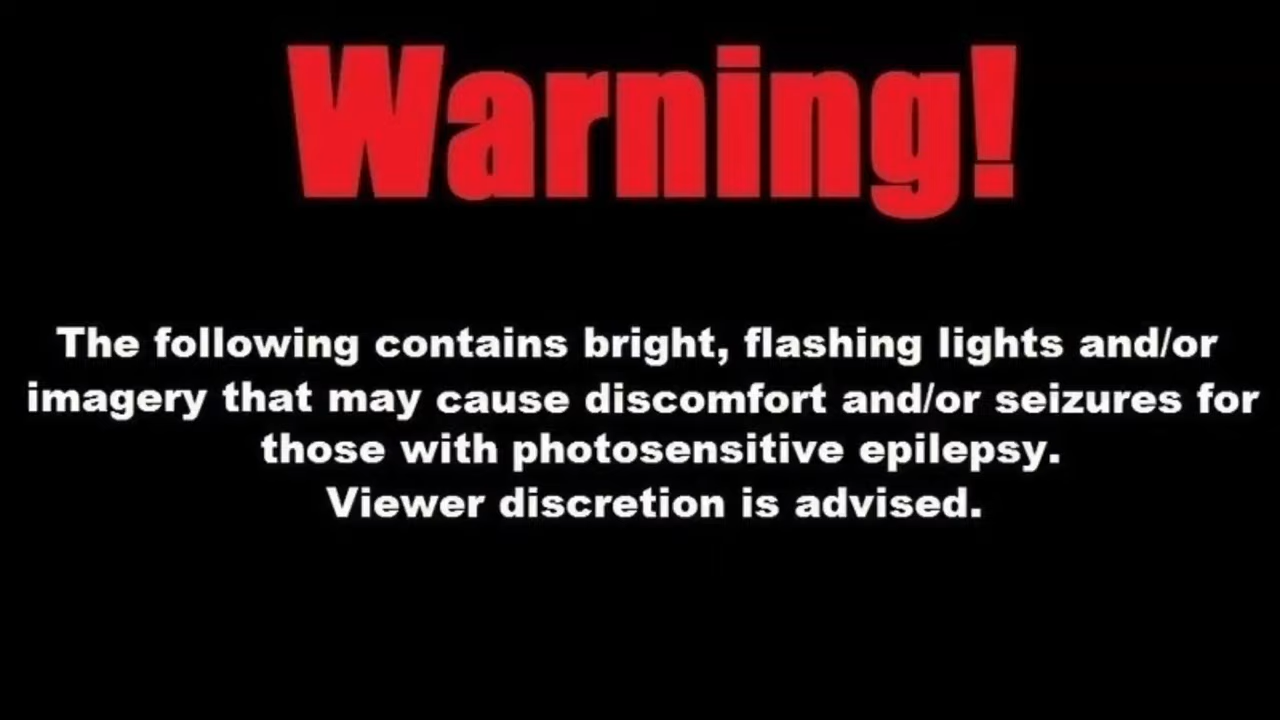 Warning!
The following contains bright, flashing lights and/or
imagery that may cause discomfort and/or seizures for
those with photosensitive epilepsy.
Viewer discretion is advised.